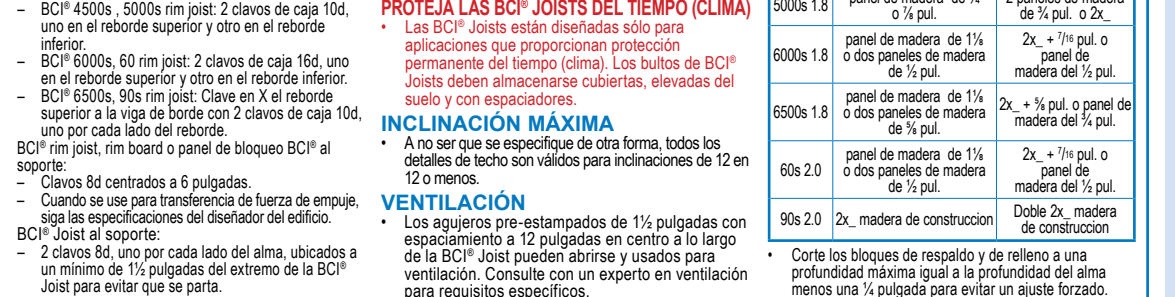 – BCI® 4500s , 5000s rim joist: 2 clavos de caja 10d,
uno en el reborde superior y otro en el reborde
inferior.
– BCI® 6000s, 60 rim joist: 2 clavos de caja 16d, uno
en el reborde superior y otro en el reborde inferior.
– BCI® 6500s, 90s rim joist: Clave en X el reborde
superior a la viga de borde con 2 clavos de caja 10d,
uno por cada lado del reborde.
BCI® rim joist, rim board o panel de bloqueo BCI® al
soporte:
– Clavos 8d centrados a 6 pulgadas.
– Cuando se use para transferencia de fuerza de empuje,
siga las especificaciones del diseñador del edificio.
BCI® Joist al soporte:
– 2 clavos 8d, uno por cada lado del alma, ubicados a
un mínimo de 1½ pulgadas del extremo de la BCI®
Joist para evitar que se parta.
PROTEJA LAS BCI® JOISTS DEL TIEMPO (CLIMA)
• Las BCI® Joists están diseñadas sólo para
aplicaciones que proporcionan protección
permanente del tiempo (clima). Los bultos de BCI®
Joists deben almacenarse cubiertas, elevadas del
suelo y con espaciadores.
INCLINACIÓN MÁXIMA
• A no ser que se especifique de otra forma, todos los
detalles de techo son válidos para inclinaciones de 12 en
12 o menos.
VENTILACIÓN
• Los agujeros pre-estampados de 1½ pulgadas con
espaciamiento a 12 pulgadas en centro a lo largo
de la BCI® Joist pueden abrirse y usados para
ventilación. Consulte con un experto en ventilación
para requisitos específicos.
5000s 1.8
o ⅞ pul.
de ¾ pul. o 2x_
6000s 1.8
panel de madera de 1⅛
o dos paneles de madera
de ½ pul.
2x_ + 7/16 pul. o
panel de
madera del ½ pul.
6500s 1.8
panel de madera de 1⅛
o dos paneles de madera
de ⅝ pul.
2x_ + ⅝ pul. o panel de
madera del ¾ pul.
60s 2.0
panel de madera de 1⅛
o dos paneles de madera
de ½ pul.
2x_ + 7/16 pul. o
panel de
madera del ½ pul.
90s 2.0
2x_ madera de construccion
Doble 2x_ madera
de construccion
• Corte los bloques de respaldo y de relleno a una
profundidad máxima igual a la profundidad del alma
menos una ¼ pulgada para evitar un ajuste forzado.